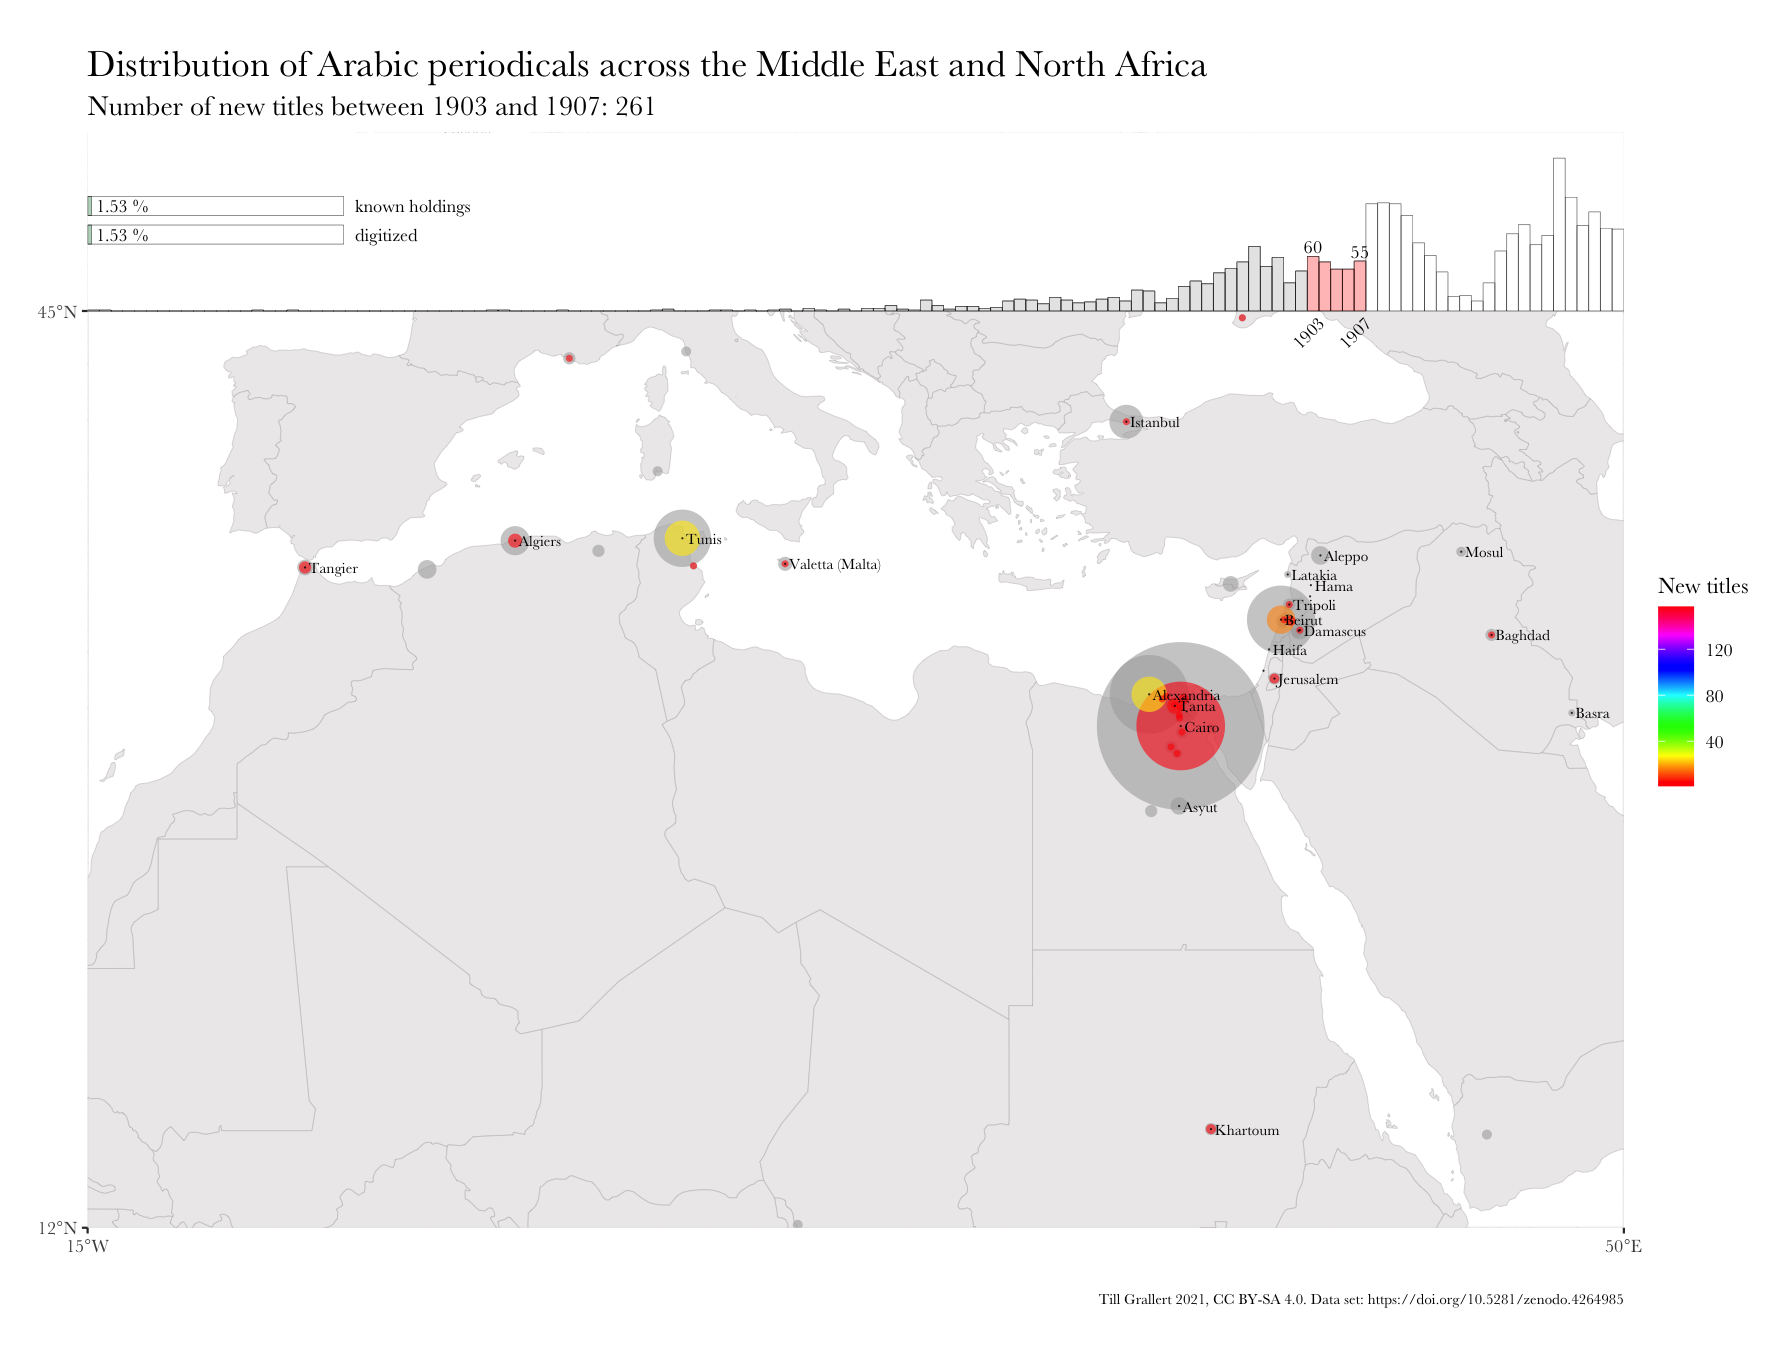 Distribution of Arabic periodicals across the Middle East and North Africa
Number of new titles between 1903 and 1907: 261
1.53 % known holdings
1.53 % digitized
60
55
45°N
1903
1907
Istanbul
Algiers
Tunis
Tangier
Valetta (Malta)
Aleppo
Mosul
Latakia
Hama
Tripoli
Beirut
Damascus
Baghdad
Haifa
Jerusalem
Alexandria
Tanta
Cairo
Basra
Asyut
Khartoum
New titles
120
80
40
12°N
15°W
50°E
Till Grallert 2021, CC BY-SA 4.0. Data set: https://doi.org/10.5281/zenodo.4264985